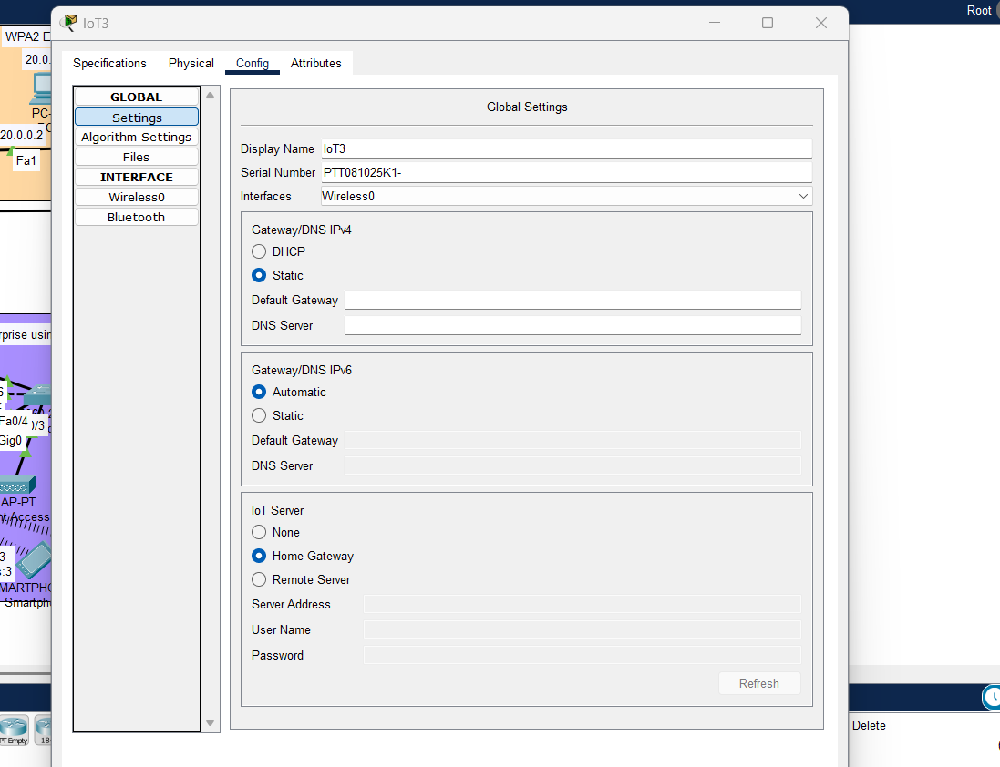 IoT3
Root
WPA2 E
20.0.
PC-
20.0.0.2
Fa1
rprise usin
Fa0/4
0/3
Gig0
AP-PT
nt Access
3
s:3
MARTPHO
Smartpho
PT-Empty
18
Specifications
Physical
Config
Attributes
GLOBAL
Settings
Algorithm Settings
Files
INTERFACE
Wireless0
Bluetooth
Global Settings
Display Name IoT3
Serial Number PTT081025K1-
Interfaces Wireless0
Gateway/DNS IPv4
DHCP
Static
Default Gateway
DNS Server
Gateway/DNS IPv6
Automatic
Static
Default Gateway
DNS Server
IoT Server
None
Home Gateway
Remote Server
Server Address
User Name
Password
Refresh
Delete